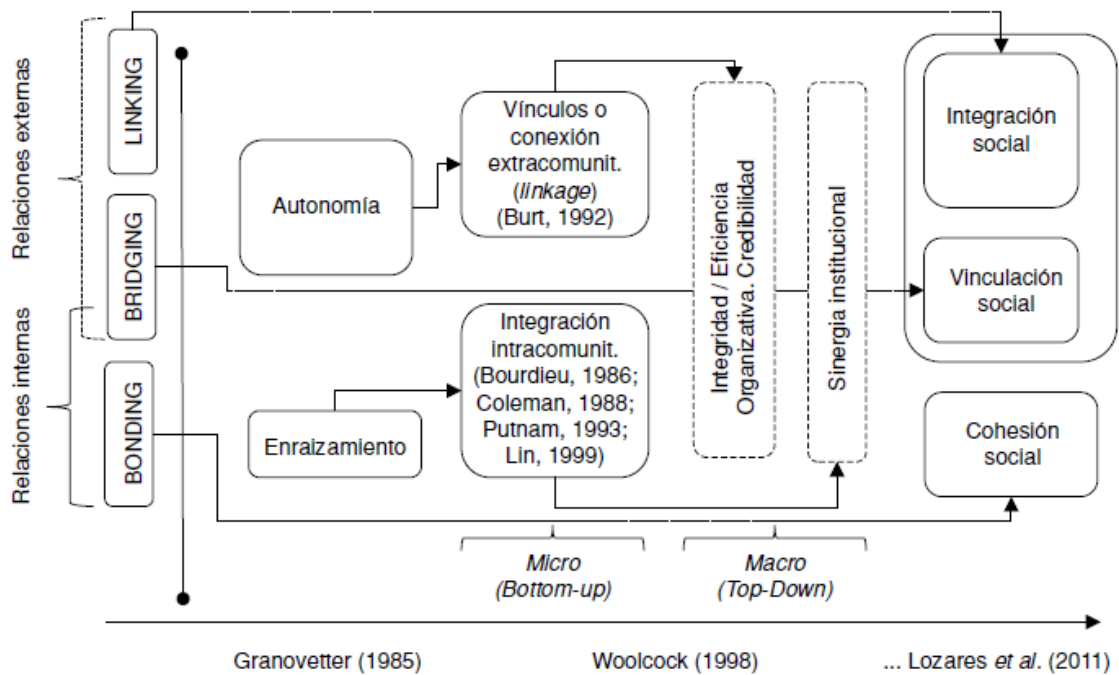 Relaciones externas
Relaciones internas
LINKING
BRIDGING
BONDING
Autonomía
Enraizamiento
Vínculos o
conexión
extracomunit.
(linkage)
(Burt, 1992)
Integración
intracomunit.
(Bourdieu, 1986;
Coleman, 1988;
Putnam, 1993;
Lin, 1999)
Integridad / Eficiencia
Organizativa. Credibilidad
Sinergia institucional
Integración
social
Vinculación
social
Cohesión
social
Micro
(Bottom-up)
Macro
(Top-Down)
Granovetter (1985)
Woolcock (1998)
... Lozares et al. (2011)